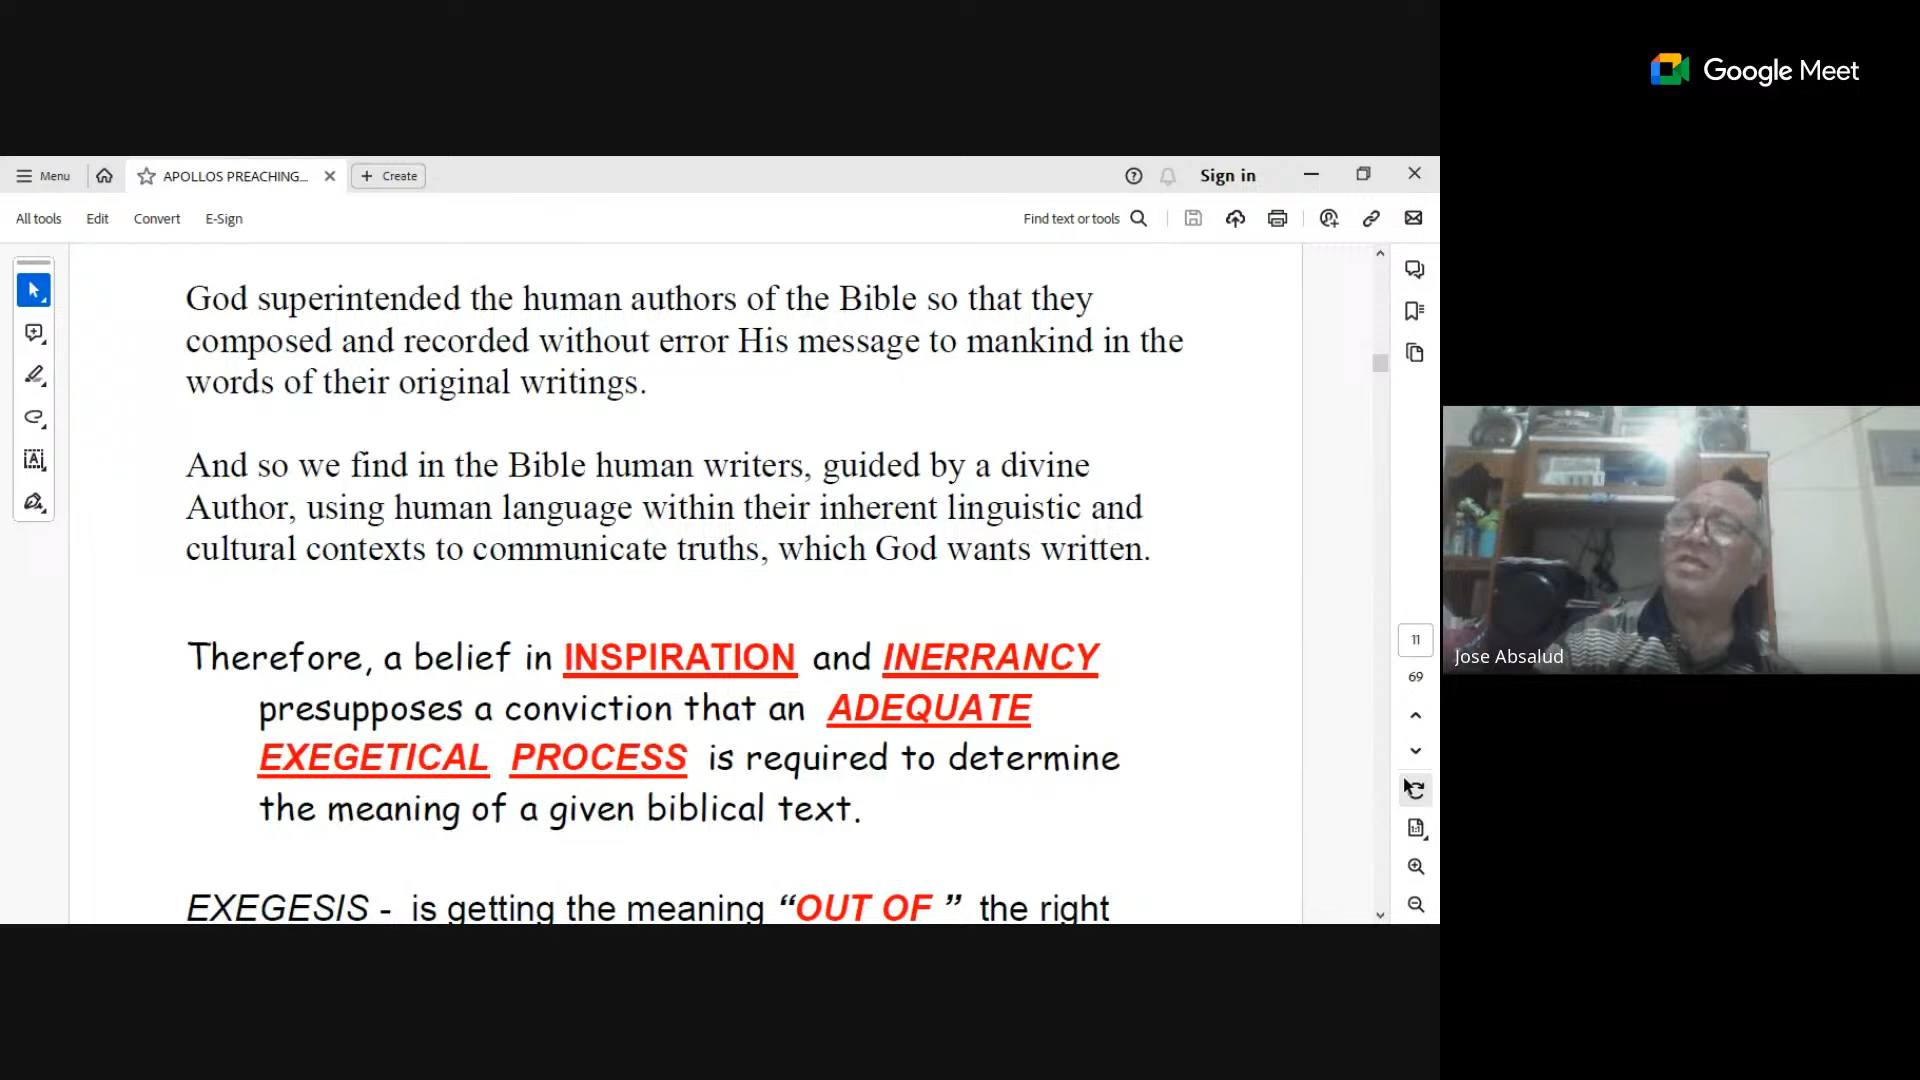 Google Meet
Menu
APOLLOS PREACHING...
Create
Sign in
All tools
Edit
Convert
E-Sign
Find text or tools
God superintended the human authors of the Bible so that they
composed and recorded without error His message to mankind in the
words of their original writings.
And so we find in the Bible human writers, guided by a divine
Author, using human language within their inherent linguistic and
cultural contexts to communicate truths, which God wants written.
Therefore, a belief in INSPIRATION and INERRANCY
presupposes a conviction that an ADEQUATE
EXEGETICAL PROCESS is required to determine
the meaning of a given biblical text.
EXEGESIS - is getting the meaning “OUT OF ” the right
11
69
Jose Absalud